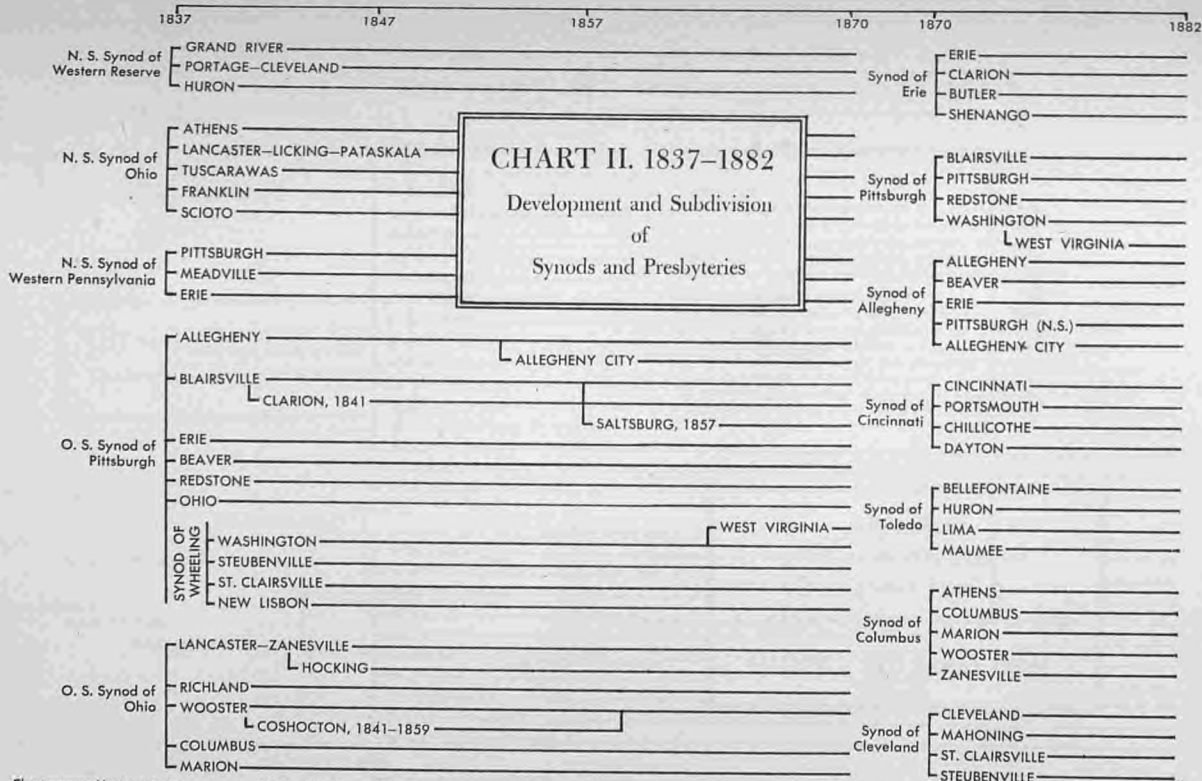 1837 1847 1857 1870 1870 1882
N. S. Synod of
Western Reserve
GRAND RIVER
PORTAGE–CLEVELAND
HURON
N. S. Synod of
Ohio
ATHENS
LANCASTER–LICKING–PATASKALA
TUSCARAWAS
FRANKLIN
SCIOTO
N. S. Synod of
Western Pennsylvania
PITTSBURGH
MEADVILLE
ERIE
CHART II. 1837–1882
Development and Subdivision
of
Synods and Presbyteries
O. S. Synod of
Pittsburgh
ALLEGHENY
ALLEGHENY CITY
BLAIRSVILLE
CLARION, 1841
SALTSBURG, 1857
ERIE
BEAVER
REDSTONE
OHIO
SYNOD OF
WHEELING
WASHINGTON
WEST VIRGINIA
STEUBENVILLE
ST. CLAIRSVILLE
NEW LISBON
O. S. Synod of
Ohio
LANCASTER–ZANESVILLE
HOCKING
RICHLAND
WOOSTER
COSHOCTON, 1841–1859
COLUMBUS
MARION
Synod of
Erie
ERIE
CLARION
BUTLER
SHENANGO
Synod of
Pittsburgh
BLAIRSVILLE
PITTSBURGH
REDSTONE
WASHINGTON
WEST VIRGINIA
Synod of
Allegheny
ALLEGHENY
BEAVER
ERIE
PITTSBURGH (N.S.)
ALLEGHENY CITY
Synod of
Cincinnati
CINCINNATI
PORTSMOUTH
CHILLICOTHE
DAYTON
Synod of
Toledo
BELLEFONTAINE
HURON
LIMA
MAUMEE
Synod of
Columbus
ATHENS
COLUMBUS
MARION
WOOSTER
ZANESVILLE
Synod of
Cleveland
CLEVELAND
MAHONING
ST. CLAIRSVILLE
STEUBENVILLE